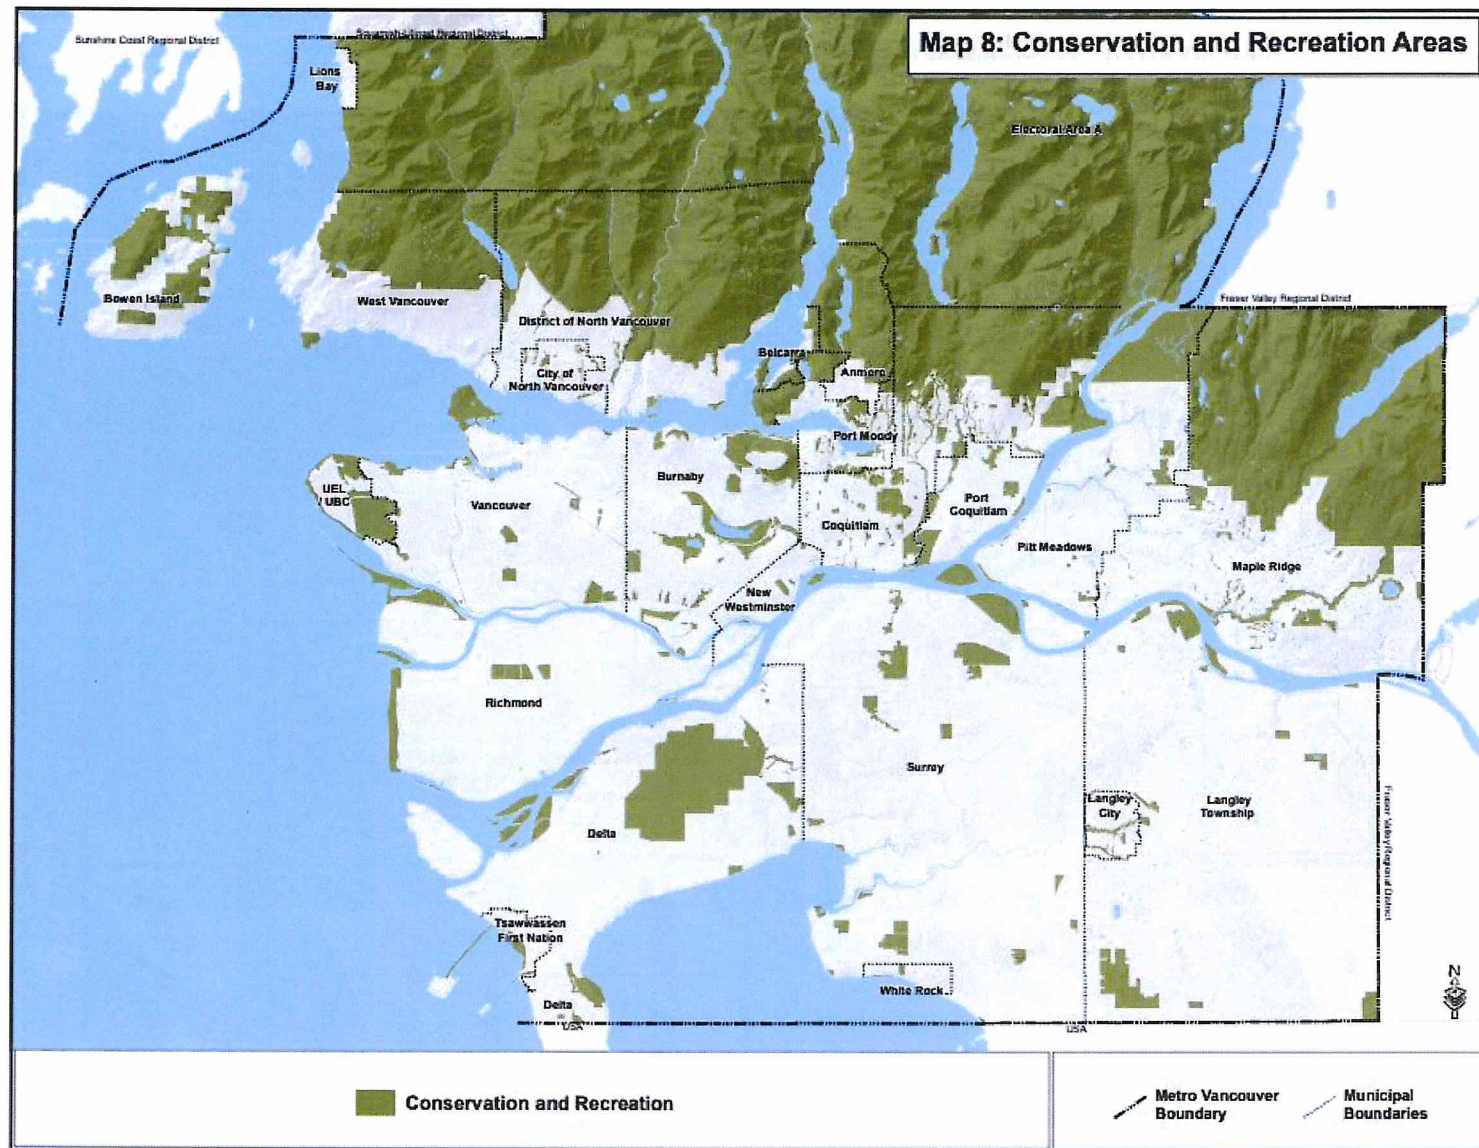 Map 8: Conservation and Recreation Areas
Sunshine Coast Regional District
Squamish-Lillooet Regional District
Lions
Bay
Electoral Area A
Bowen Island
West Vancouver
Fraser Valley Regional District
District of North Vancouver
Belcarra
Anmore
City of
North Vancouver
Port Moody
Burnaby
UEL
/ UBC
Vancouver
Coquitlam
Port
Coquitlam
Pitt Meadows
Maple Ridge
New
Westminster
Richmond
Surrey
Langley
City
Langley
Township
Delta
Fraser Valley Regional District
Tsawwassen
First Nation
White Rock
Delta
N
USA
USA
Conservation and Recreation
Metro Vancouver
Boundary
Municipal
Boundaries